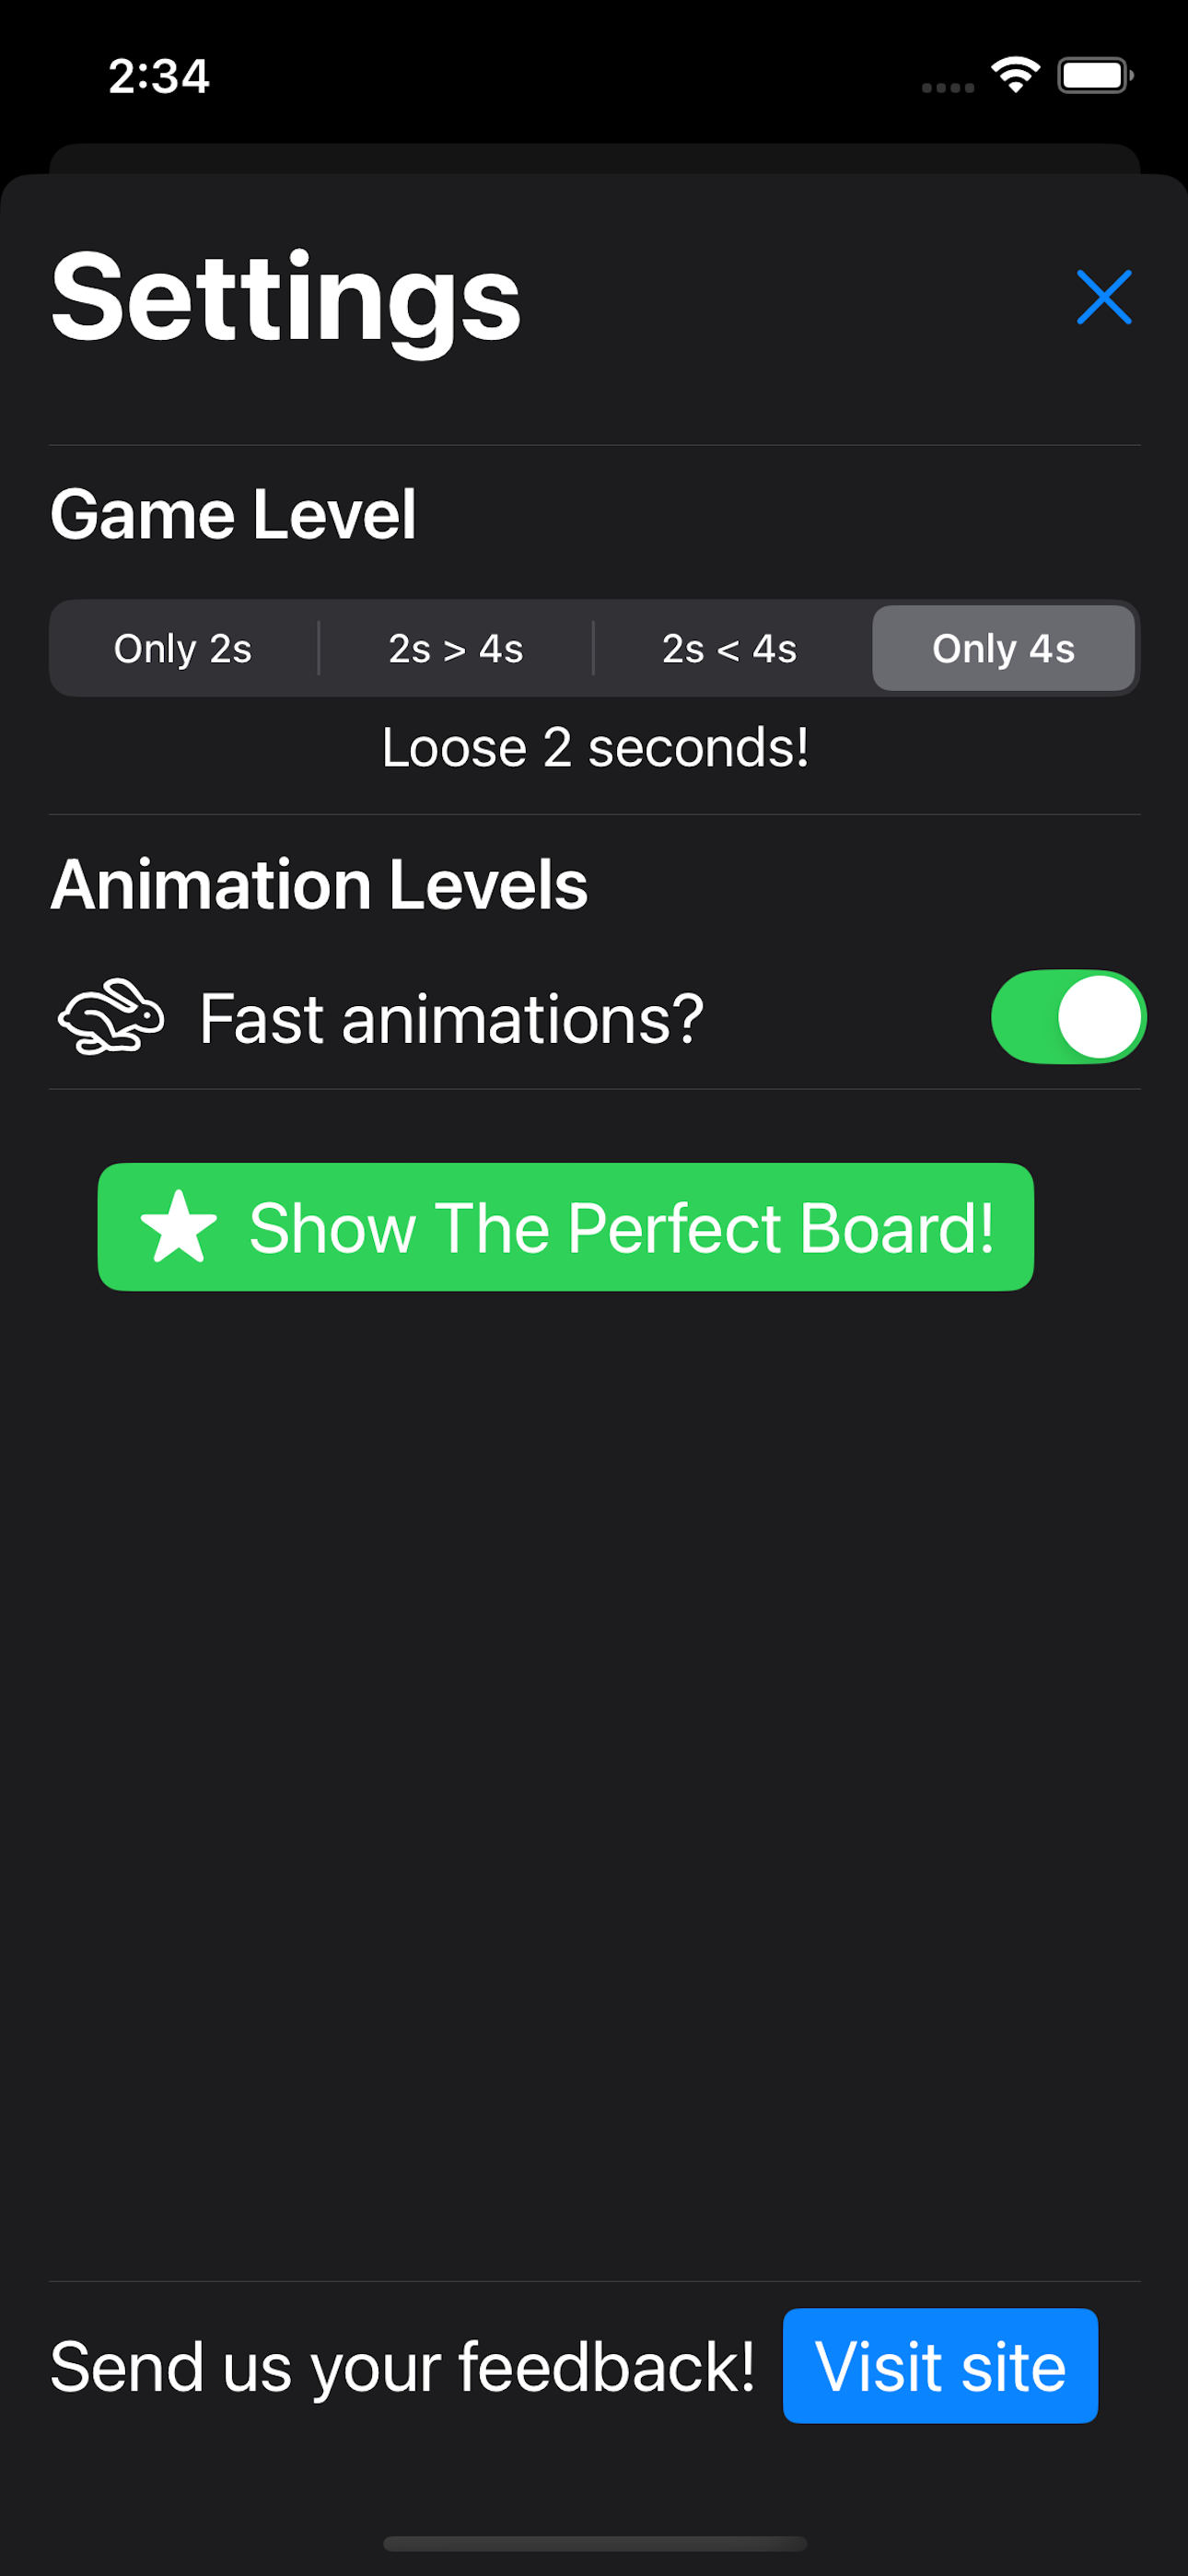 2:34
Settings
Game Level
Only 2s
2s > 4s
2s < 4s
Only 4s
Loose 2 seconds!
Animation Levels
Fast animations?
Show The Perfect Board!
Send us your feedback!
Visit site